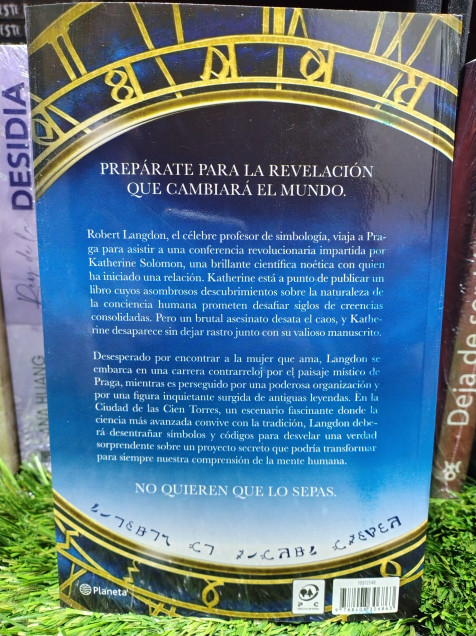 DESIDIA
PREPÁRATE PARA LA REVELACIÓN
QUE CAMBIARÁ EL MUNDO.
Robert Langdon, el célebre profesor de simbología, viaja a Pra-
ga para asistir a una conferencia revolucionaria impartida por
Katherine Solomon, una brillante científica noética con quien
ha iniciado una relación. Katherine está a punto de publicar un
libro cuyos asombrosos descubrimientos sobre la naturaleza de
la conciencia humana prometen desafiar siglos de creencias
consolidadas. Pero un brutal asesinato desata el caos, y Kathe-
rine desaparece sin dejar rastro junto con su valioso manuscrito.
Desesperado por encontrar a la mujer que ama, Langdon se
embarca en una carrera contrarreloj por el paisaje místico de
Praga, mientras es perseguido por una poderosa organización y
por una figura inquietante surgida de antiguas leyendas. En la
Ciudad de las Cien Torres, un escenario fascinante donde la
ciencia más avanzada convive con la tradición, Langdon debe-
rá desentrañar símbolos y códigos para desvelar una verdad
sorprendente sobre un proyecto secreto que podría transformar
para siempre nuestra comprensión de la mente humana.
NO QUIEREN QUE LO SEPAS.
Planeta
P C
HUANG
Deja de